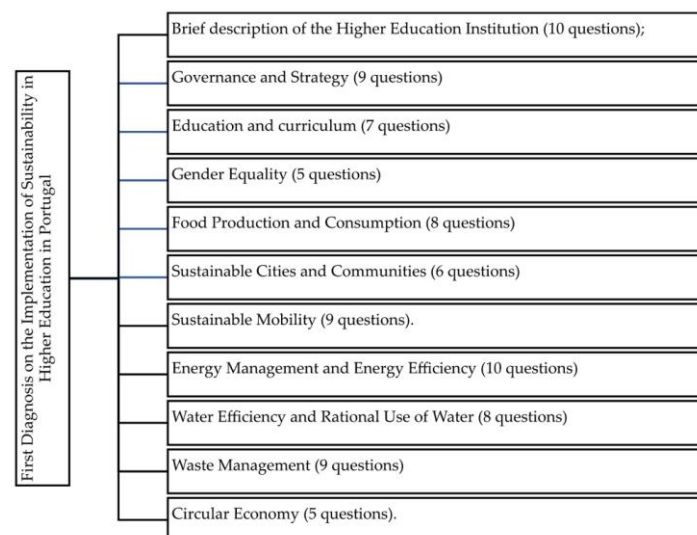 First Diagnosis on the Implementation of Sustainability in
Higher Education in Portugal
Brief description of the Higher Education Institution (10 questions);
Governance and Strategy (9 questions)
Education and curriculum (7 questions)
Gender Equality (5 questions)
Food Production and Consumption (8 questions)
Sustainable Cities and Communities (6 questions)
Sustainable Mobility (9 questions).
Energy Management and Energy Efficiency (10 questions)
Water Efficiency and Rational Use of Water (8 questions)
Waste Management (9 questions)
Circular Economy (5 questions).